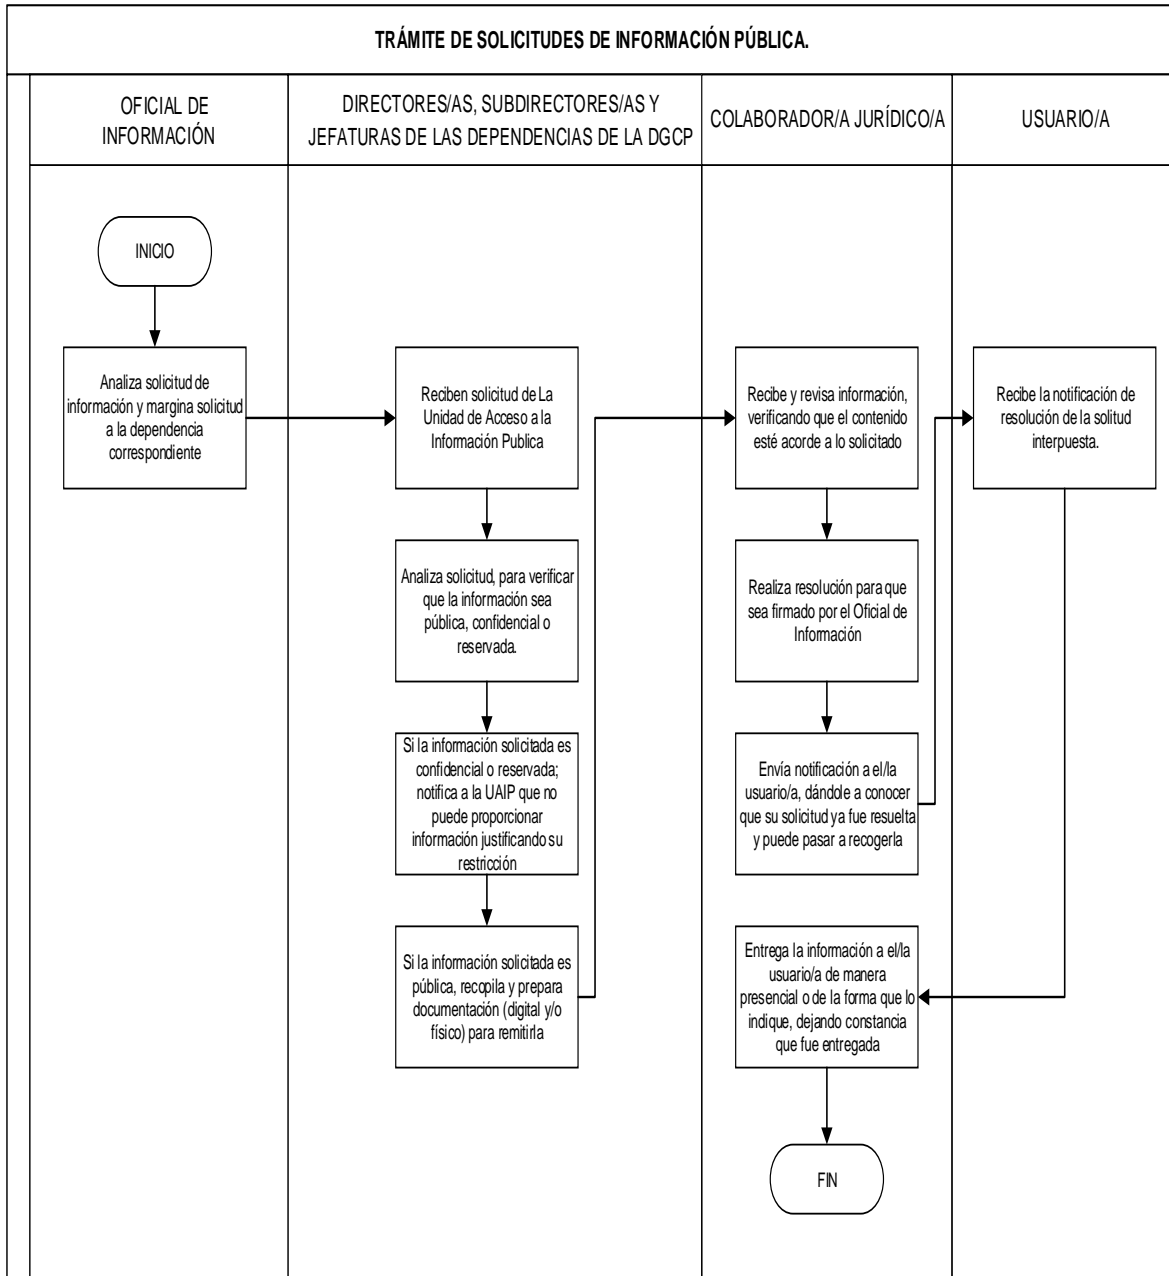 TRÁMITE DE SOLICITUDES DE INFORMACIÓN PÚBLICA.
OFICIAL DE
INFORMACIÓN
DIRECTORES/AS, SUBDIRECTORES/AS Y
JEFATURAS DE LAS DEPENDENCIAS DE LA DGCP
COLABORADOR/A JURÍDICO/A
USUARIO/A
INICIO
Analiza solicitud de
información y margina solicitud
a la dependencia
correspondiente
Reciben solicitud de La
Unidad de Acceso a la
Información Publica
Analiza solicitud, para verificar
que la información sea
pública, confidencial o
reservada.
Si la información solicitada es
confidencial o reservada;
notifica a la UAIP que no
puede proporcionar
información justificando su
restricción
Si la información solicitada es
pública, recopila y prepara
documentación (digital y/o
físico) para remitirla
Recibe y revisa información,
verificando que el contenido
esté acorde a lo solicitado
Realiza resolución para que
sea firmado por el Oficial de
Información
Envía notificación a el/la
usuario/a, dándole a conocer
que su solicitud ya fue resuelta
y puede pasar a recogerla
Recibe la notificación de
resolución de la solitud
interpuesta.
Entrega la información a el/la
usuario/a de manera
presencial o de la forma que lo
indique, dejando constancia
que fue entregada
FIN